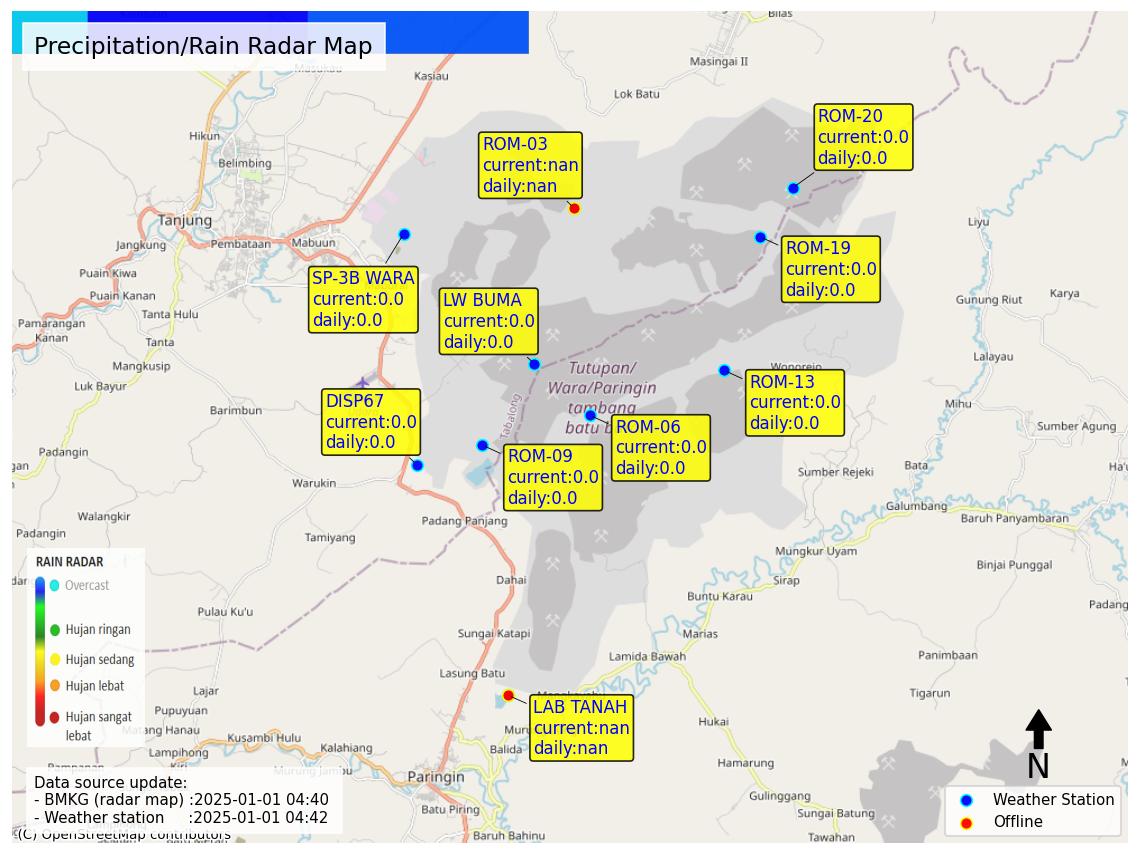 Precipitation/Rain Radar Map
Bilas
Masingai II
Masukau
Kasiau
Lok Batu
Hikun
Belimbing
ROM-03
current:nan
daily:nan
ROM-20
current:0.0
daily:0.0
Tanjung
Jangkung
Pembataan
Mabuun
Liyu
Puain Kiwa
Puain Kanan
SP-3B WARA
current:0.0
daily:0.0
LW BUMA
current:0.0
daily:0.0
ROM-19
current:0.0
daily:0.0
Gunung Riut
Karya
Tanta Hulu
Pamarangan
Kanan
Tanta
Mangkusip
Luk Bayur
Lalayau
Wonorejo
Tutupan/
Wara/Paringin
tambang
batu b
Tabalong
ROM-13
current:0.0
daily:0.0
Mihu
Barimbun
DISP67
current:0.0
daily:0.0
ROM-06
current:0.0
daily:0.0
ROM-09
current:0.0
daily:0.0
Sumber Agung
Padangin
Bata
Sumber Rejeki
Warukin
Galumbang
Baruh Panyambaran
Walangkir
Padangin
Padang Panjang
Tamiyang
Mungkur Uyam
Binjai Punggal
RAIN RADAR
Overcast
Hujan ringan
Hujan sedang
Hujan lebat
Hujan sangat
lebat
Dahai
Sirap
Buntu Karau
Padang
Pulau Ku'u
Sungai Katapi
Marias
Lamida Bawah
Panimbaan
Lasung Batu
Tigarun
Lajar
Pupuyuan
LAB TANAH
current:nan
daily:nan
Matang Hanau
Kusambi Hulu
Hukai
Lampihong
Kalahiang
Balida
Murung Jambu
Paringin
Hamarung
N
Data source update:
- BMKG (radar map) :2025-01-01 04:40
- Weather station :2025-01-01 04:42
(C) OpenStreetMap contributors
Batu Piring
Baruh Bahinu
Gulinggang
Sungai Batung
Tawahan
Weather Station
Offline